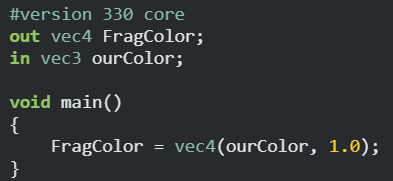 #version 330 core
out vec4 FragColor;
in vec3 ourColor;

void main()
{
    FragColor = vec4(ourColor, 1.0);
}